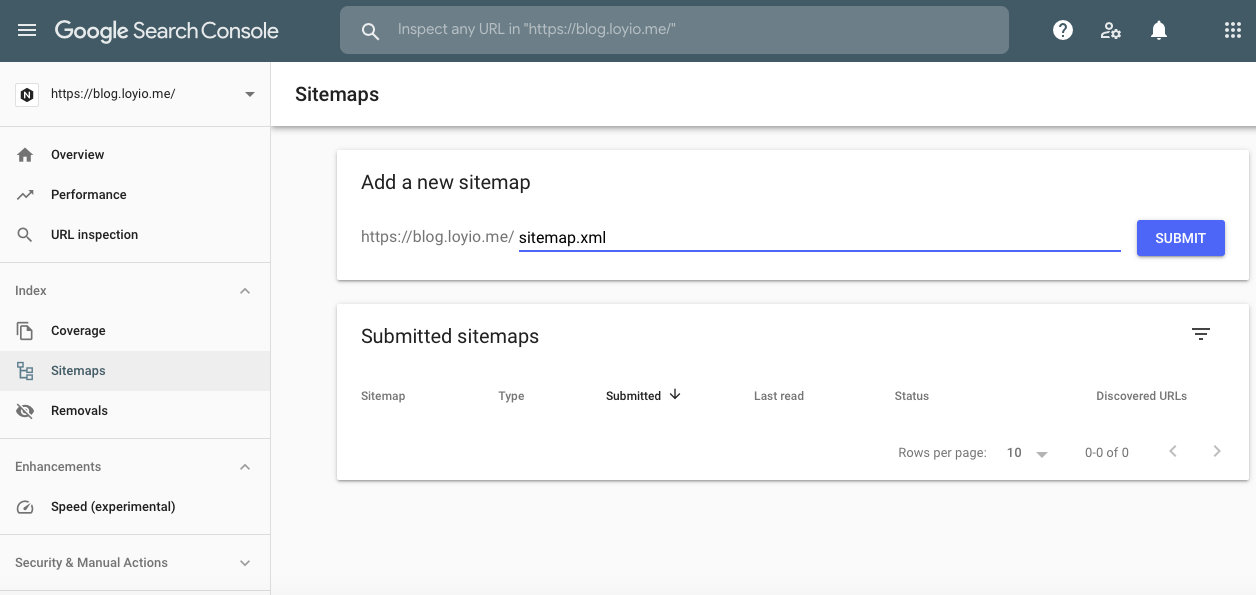 Google Search Console
Inspect any URL in "https://blog.loyio.me/"
https://blog.loyio.me/
Overview
Performance
URL inspection
Index
Coverage
Sitemaps
Removals
Enhancements
Speed (experimental)
Security & Manual Actions
Sitemaps
Add a new sitemap
https://blog.loyio.me/ sitemap.xml SUBMIT
Submitted sitemaps
Sitemap Type Submitted Last read Status Discovered URLs
Rows per page: 10 0-0 of 0